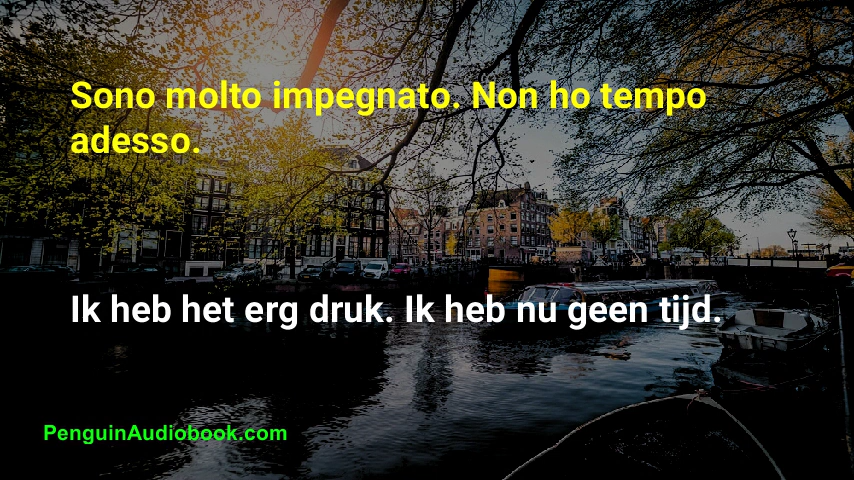 Sono molto impegnato. Non ho tempo
adesso.
Ik heb het erg druk. Ik heb nu geen tijd.
PenguinAudiobook.com